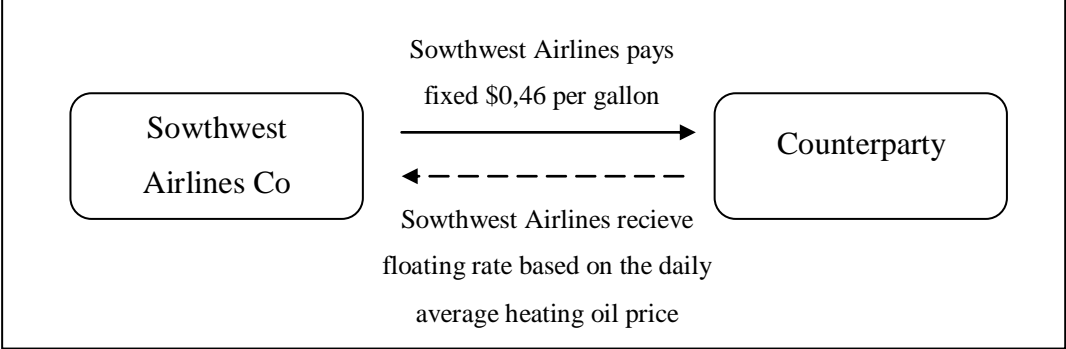 Sowthwest Airlines pays
fixed $0,46 per gallon
Sowthwest
Airlines Co
Counterparty
Sowthwest Airlines recieve
floating rate based on the daily
average heating oil price